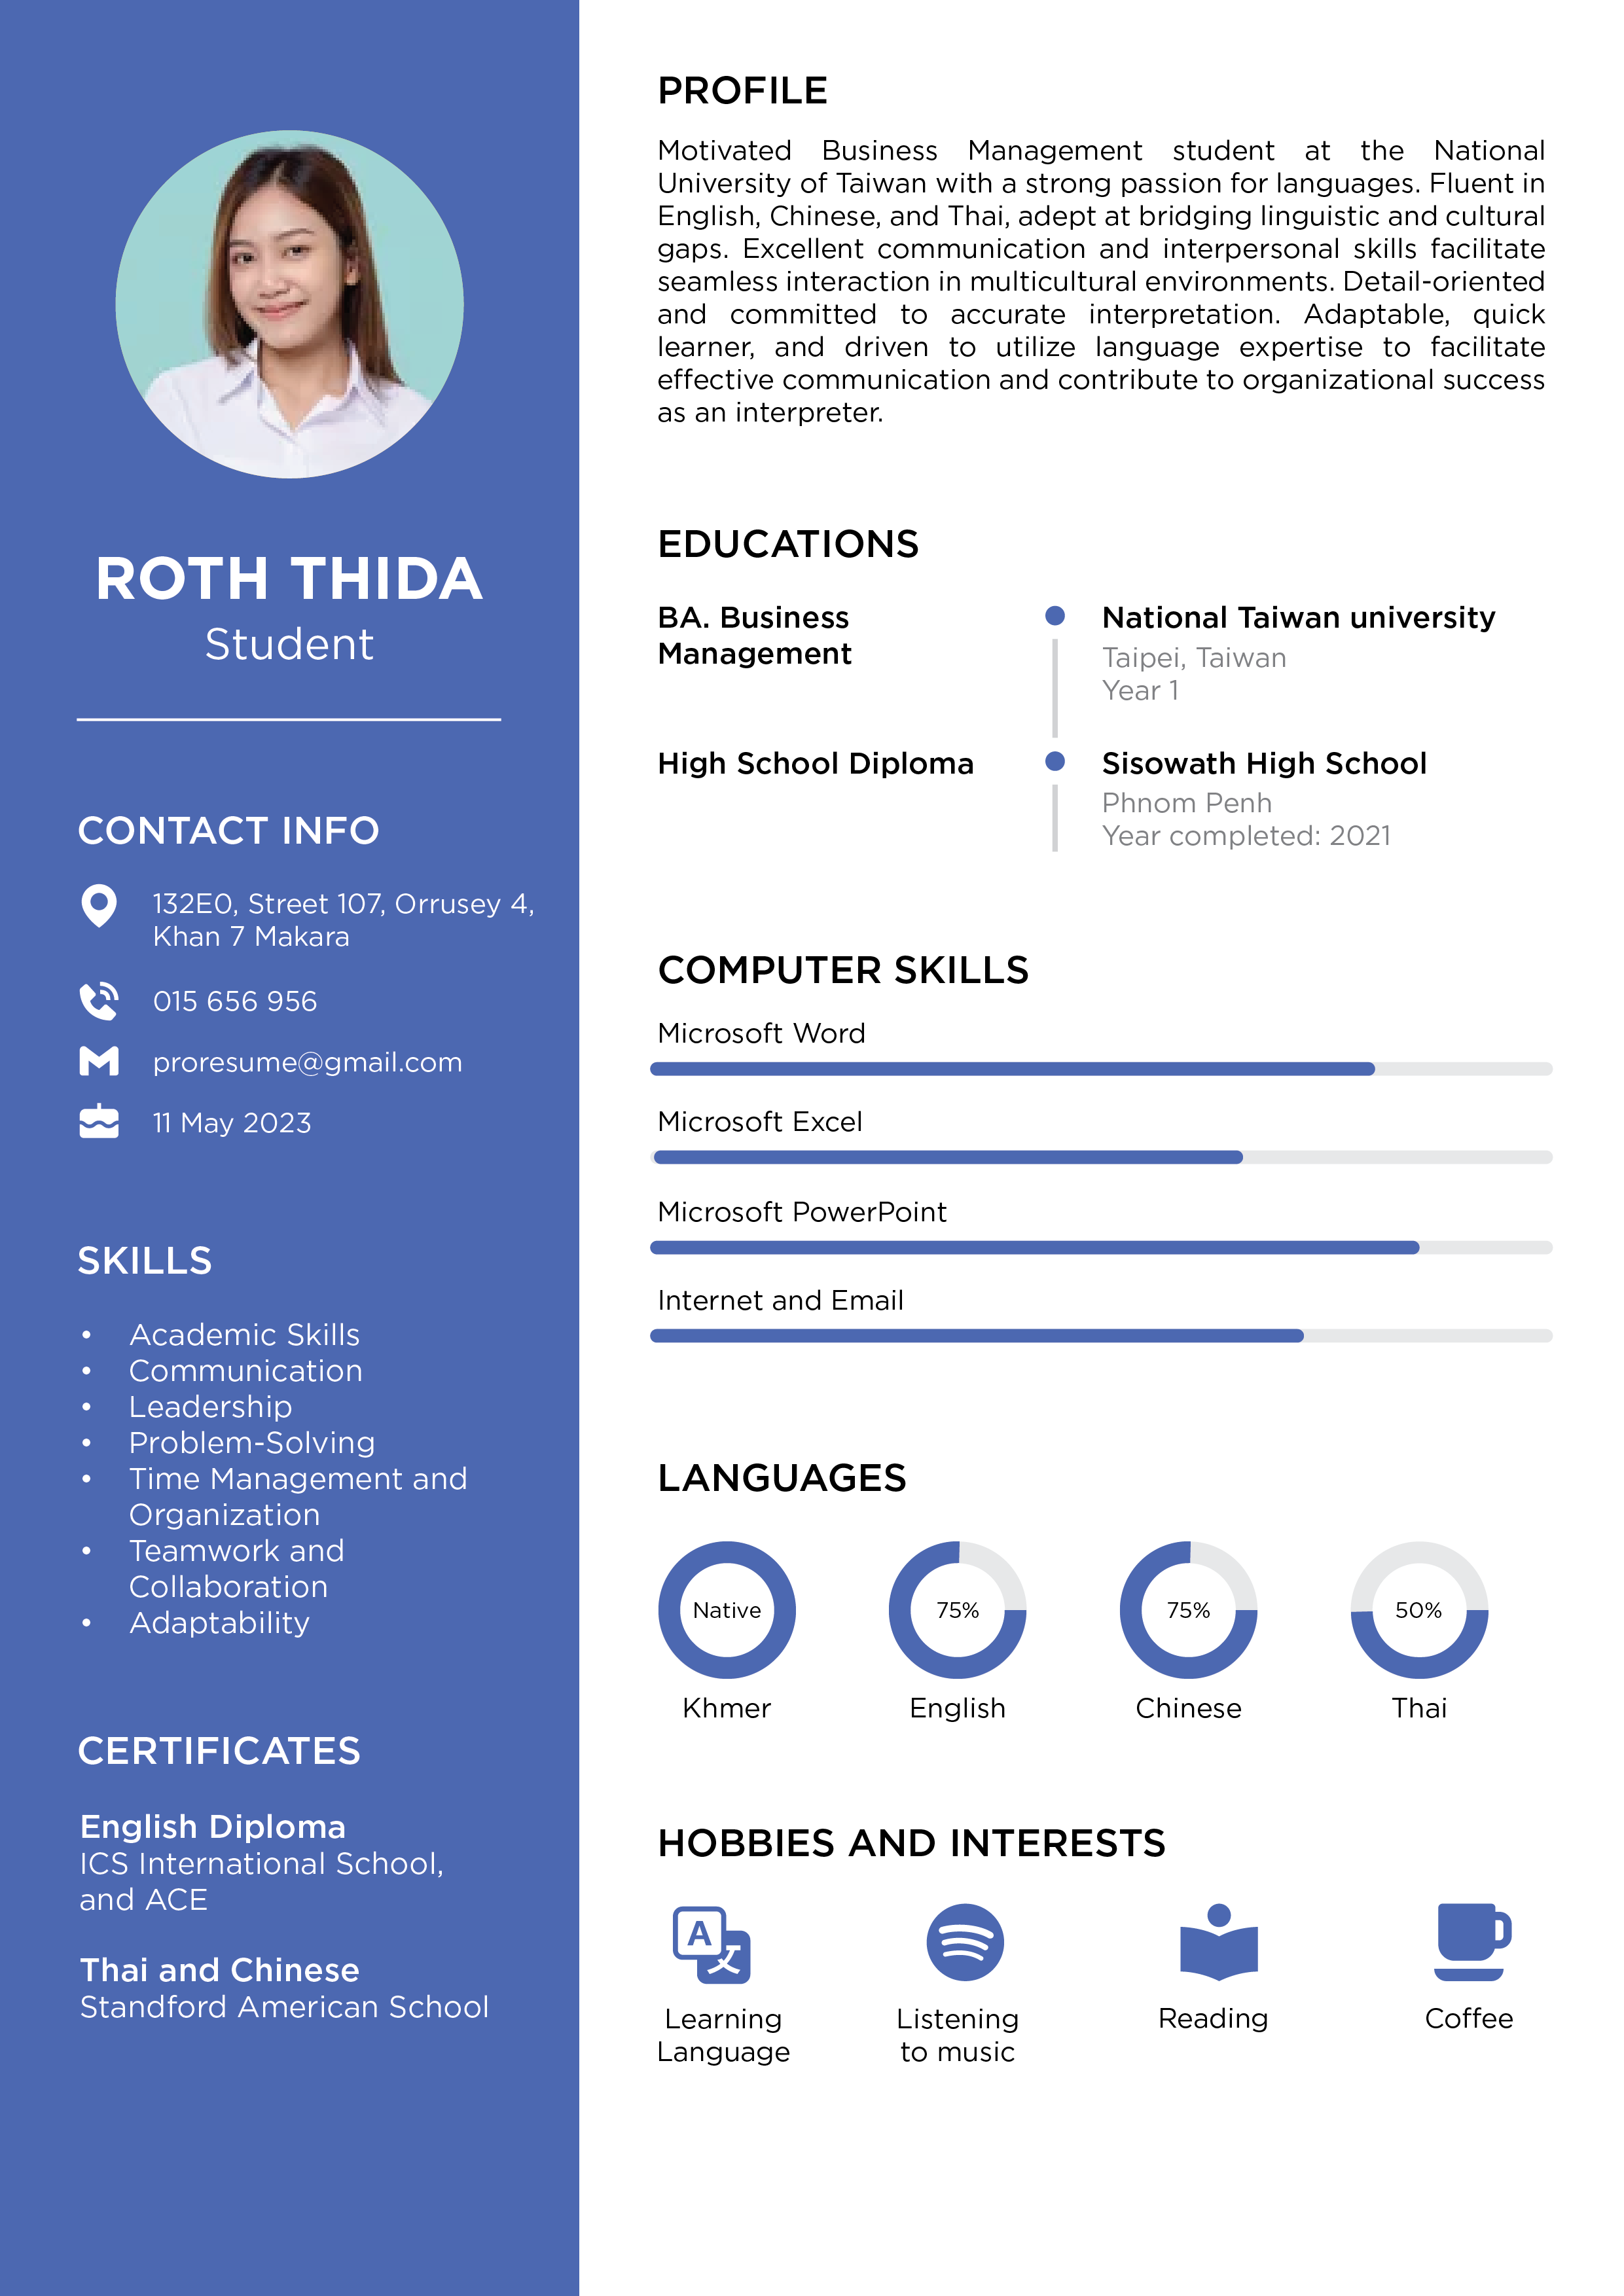 ROTH THIDA
Student
CONTACT INFO
132E0, Street 107, Orrusey 4,
Khan 7 Makara
015 656 956
proresume@gmail.com
11 May 2023
SKILLS
• Academic Skills
• Communication
• Leadership
• Problem-Solving
• Time Management and
Organization
• Teamwork and
Collaboration
• Adaptability
CERTIFICATES
English Diploma
ICS International School,
and ACE
Thai and Chinese
Standford American School
PROFILE
Motivated Business Management student at the National
University of Taiwan with a strong passion for languages. Fluent in
English, Chinese, and Thai, adept at bridging linguistic and cultural
gaps. Excellent communication and interpersonal skills facilitate
seamless interaction in multicultural environments. Detail-oriented
and committed to accurate interpretation. Adaptable, quick
learner, and driven to utilize language expertise to facilitate
effective communication and contribute to organizational success
as an interpreter.
EDUCATIONS
BA. Business
Management
National Taiwan university
Taipei, Taiwan
Year 1
High School Diploma
Sisowath High School
Phnom Penh
Year completed: 2021
COMPUTER SKILLS
Microsoft Word
Microsoft Excel
Microsoft PowerPoint
Internet and Email
LANGUAGES
Native
Khmer
75%
English
75%
Chinese
50%
Thai
HOBBIES AND INTERESTS
A 文
Learning
Language
Listening
to music
Reading
Coffee